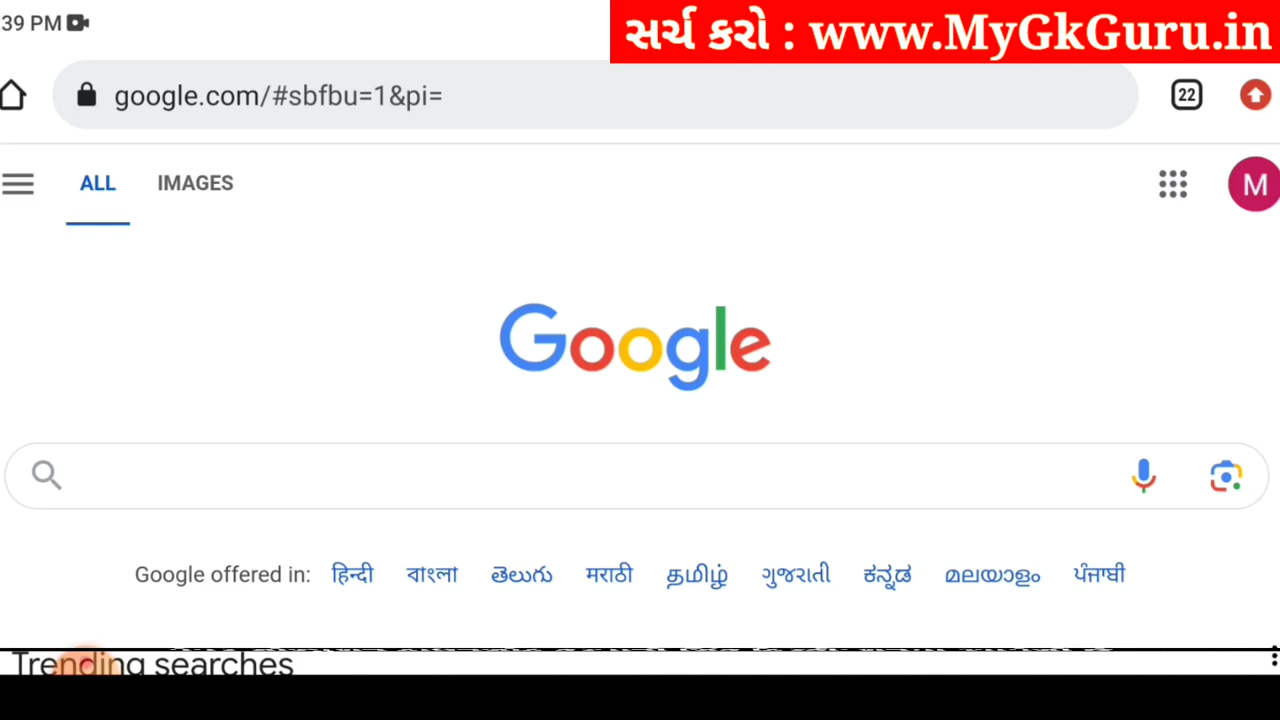 39 PM
સર્ચ કરો : www.MyGkGuru.in
google.com/#sbfbu=1&pi=
22
M
ALL IMAGES
Google
Google offered in: हिन्दी বাংলা తెలుగు मराठी தமிழ் ગુજરાતી ಕನ್ನಡ മലയാളം ਪੰਜਾਬੀ
Trending searches